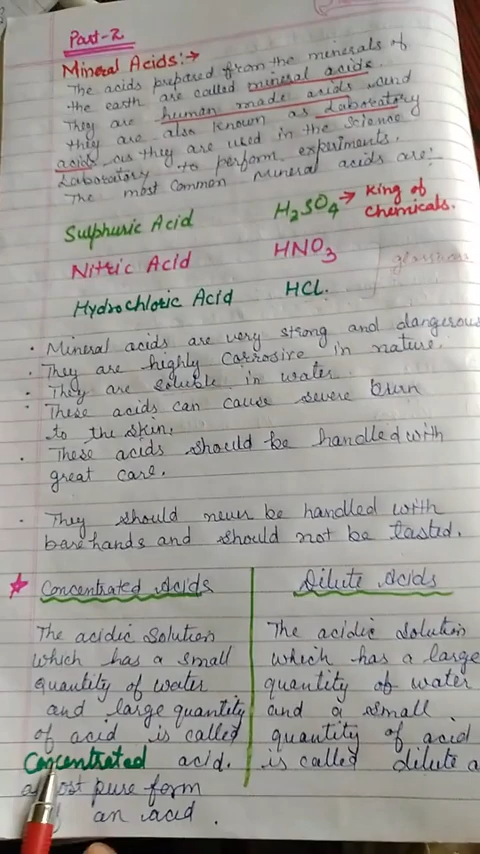 Part-2
Mineral Acids:→
The acids prepared from the minerals of
the earth are called mineral acids.
They are human made acids and
they are also known as Laboratory
acids as they are used in the science
Laboratory to perform experiments.
The most common mineral acids are:-
Sulphuric Acid H₂SO₄ → King of Chemicals.
Nitric Acid HNO₃
Hydrochloric Acid HCl.
• Mineral acids are very strong and dangerous
• They are highly corrosive in nature.
• They are soluble in water.
• These acids can cause severe burn
to the skin.
• These acids should be handled with
great care.
• They should never be handled with
bare hands and should not be tasted.
Concentrated Acids
The acidic solution
which has a small
quantity of water
and large quantity
of acid is called
Concentrated acid.
pure form
an acid.
Dilute Acids
The acidic solution
which has a large
quantity of water
and a small
quantity of acid
is called dilute a